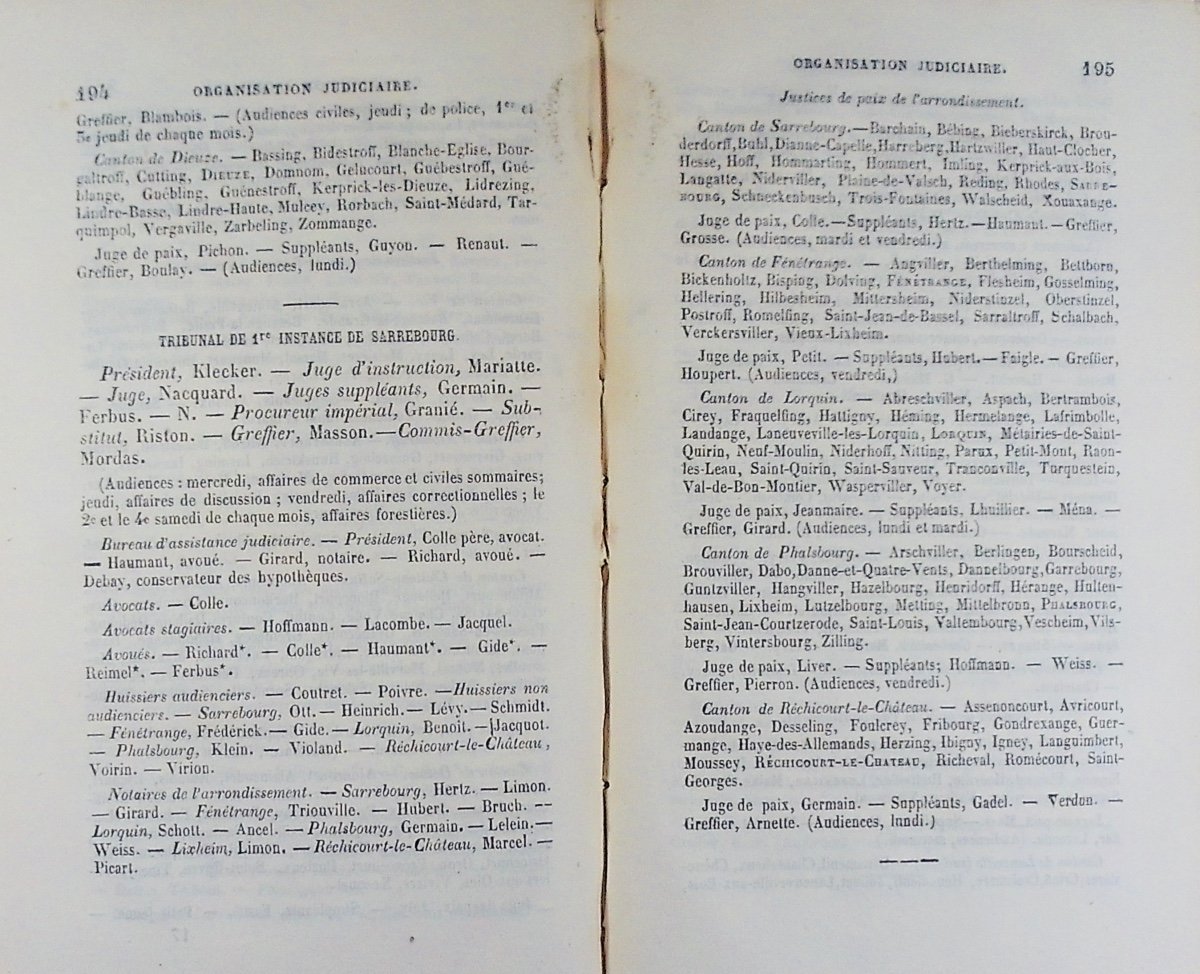 194 ORGANISATION JUDICIAIRE.
Greffier, Blambois. — (Audiences civiles, jeudi ; de police, 1er et
3e jeudi de chaque mois.)
Canton de Dieuze. — Bassing, Bidestroff, Blanche-Eglise, Bour-
galtroff, Cutting, DIEUZE, Domnom, Gelucourt, Guébestroff, Gué-
blange, Guébling, Guénestroff, Kerprick-les-Dieuze, Lidrezing,
Lindre-Basse, Lindre-Haute, Mulcey, Rorbach, Saint-Médard, Tar-
quimpol, Vergaville, Zarbeling, Zommange.
Juge de paix, Pichon. — Suppléants, Guyon. — Renaut. —
Greffier, Boulay. — (Audiences, lundi.)
TRIBUNAL DE 1re INSTANCE DE SARREBOURG.
Président, Klecker. — Juge d'instruction, Mariatte.
— Juge, Nacquard. — Juges suppléants, Germain. —
Ferbus. — N. — Procureur impérial, Granié. — Sub-
stitut, Riston. — Greffier, Masson. — Commis-Greffier,
Mordas.
(Audiences : mercredi, affaires de commerce et civiles sommaires;
jeudi, affaires de discussion ; vendredi, affaires correctionnelles ; le
2e et le 4e samedi de chaque mois, affaires forestières.)
Bureau d'assistance judiciaire. — Président, Colle père, avocat.
— Haumant, avoué. — Girard, notaire. — Richard, avoué. —
Debay, conservateur des hypothèques.
Avocats. — Colle.
Avocats stagiaires. — Hoffmann. — Lacombe. — Jacquel.
Avoués. — Richard*. — Colle*. — Haumant*. — Gide*. —
Reimel*. — Ferbus*.
Huissiers audienciers. — Coutret. — Poivre. — Huissiers non
audienciers. — Sarrebourg, Ott. — Heinrich. — Lévy. — Schmidt.
— Fénétrange, Frédérick. — Gide. — Lorquin, Benoit. — Jacquot.
— Phalsbourg, Klein. — Violand. — Réchicourt-le-Château,
Voirin. — Virion.
Notaires de l'arrondissement. — Sarrebourg, Hertz. — Limon.
— Girard. — Fénétrange, Triouville. — Hubert. — Bruch. —
Lorquin, Schott. — Ancel. — Phalsbourg, Germain. — Lelein. —
Weiss. — Lixheim, Limon. — Réchicourt-le-Château, Marcel. —
Picart.
ORGANISATION JUDICIAIRE. 195
Justices de paix de l'arrondissement.
Canton de Sarrebourg. — Barchain, Bébing, Bieberskirck, Brou-
derdorff, Buhl, Dianne-Capelle, Harreberg, Hartzwiller, Haut-Clocher,
Hesse, Hoff, Hommarting, Hommert, Imling, Kerprick-aux-Bois,
Langatte, Niderviller, Plaine-de-Valsch, Reding, Rhodes, SARRE-
BOURG, Schneckenbusch, Trois-Fontaines, Walscheid, Xouaxange.
Juge de paix, Colle. — Suppléants, Hertz. — Haumant. — Greffier,
Grosse. (Audiences, mardi et vendredi.)
Canton de Fénétrange. — Angviller, Berthelming, Bettborn,
Bickenholtz, Bisping, Dolving, FÉNÉTRANGE, Flesheim, Gosselming,
Hellering, Hilbesheim, Mittersheim, Niderstinzel, Oberstinzel,
Postroff, Romelfing, Saint-Jean-de-Bassel, Sarraltroff, Schalbach,
Verckersviller, Vieux-Lixheim.
Juge de paix, Petit. — Suppléants, Hubert. — Faigle. — Greffier,
Houpert. (Audiences, vendredi,)
Canton de Lorquin. — Abreschviller, Aspach, Bertrambois,
Cirey, Fraquelfing, Hattigny, Héming, Hermelange, Lafrimbolle,
Landange, Laneuveville-les-Lorquin, LORQUIN, Métairies-de-Saint-
Quirin, Neuf-Moulin, Niderhoff, Nitting, Parux, Petit-Mont, Raon-
les-Leau, Saint-Quirin, Saint-Sauveur, Tranconville, Turquestein,
Val-de-Bon-Moutier, Wasperviller, Voyer.
Juge de paix, Jeanmaire. — Suppléants, Lhuillier. — Ména. —
Greffier, Girard. (Audiences, lundi et mardi.)
Canton de Phalsbourg. — Arschviller, Berlingen, Bourscheid,
Brouviller, Dabo, Danne-et-Quatre-Vents, Dannelbourg, Garrebourg,
Guntzviller, Hangviller, Hazelbourg, Henridorff, Hérange, Hulten-
hausen, Lixheim, Lutzelbourg, Metting, Mittelbronn, PHALSBOURG,
Saint-Jean-Courtzerode, Saint-Louis, Valtembourg, Vescheim, Vils-
berg, Vintersbourg, Zilling.
Juge de paix, Liver. — Suppléants; Hoffmann. — Weiss. —
Greffier, Pierron. (Audiences, vendredi.)
Canton de Réchicourt-le-Château. — Assenoncourt, Avricourt,
Azoudange, Desseling, Foulcrey, Fribourg, Gondrexange, Guer-
mange, Haye-des-Allemands, Herzing, Ibigny, Igney, Languimbert,
Moussey, RÉCHICOURT-LE-CHATEAU, Richeval, Romécourt, Saint-
Georges.
Juge de paix, Germain. — Suppléants, Gadel. — Verdun. —
Greffier, Arnette. (Audiences, lundi.)